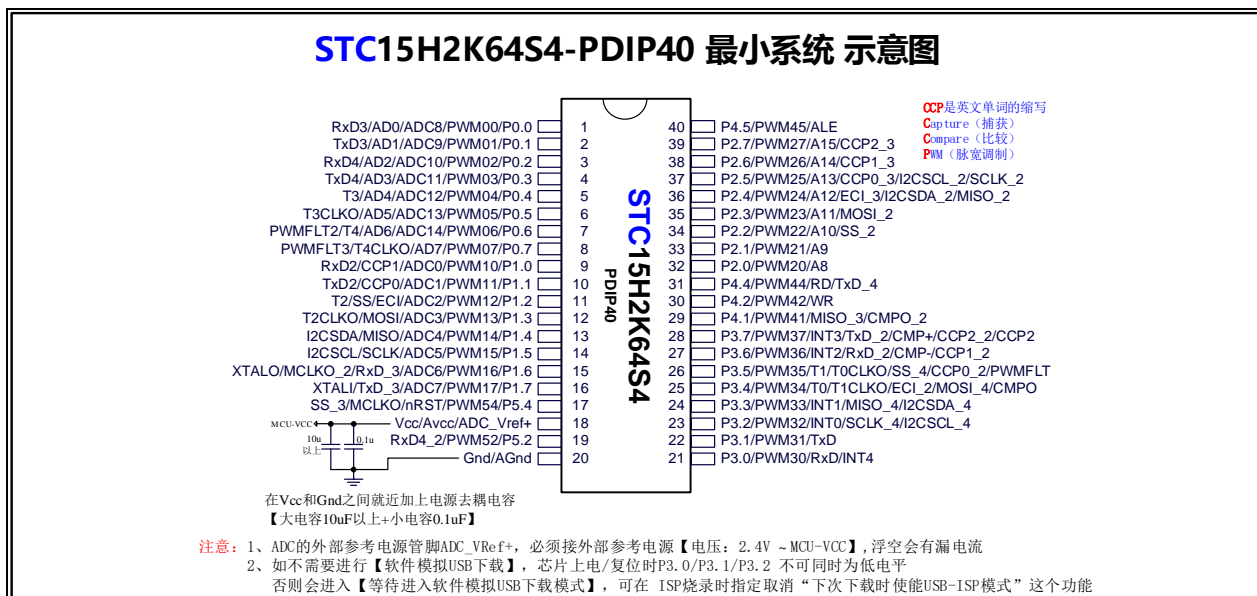 STC15H2K64S4-PDIP40 最小系统 示意图
CCP是英文单词的缩写
Capture（捕获）
Compare（比较）
PWM（脉宽调制）
RxD3/AD0/ADC8/PWM00/P0.0 1 40 P4.5/PWM45/ALE
TxD3/AD1/ADC9/PWM01/P0.1 2 39 P2.7/PWM27/A15/CCP2_3
RxD4/AD2/ADC10/PWM02/P0.2 3 38 P2.6/PWM26/A14/CCP1_3
TxD4/AD3/ADC11/PWM03/P0.3 4 37 P2.5/PWM25/A13/CCP0_3/I2CSCL_2/SCLK_2
T3/AD4/ADC12/PWM04/P0.4 5 36 P2.4/PWM24/A12/ECI_3/I2CSDA_2/MISO_2
T3CLKO/AD5/ADC13/PWM05/P0.5 6 35 P2.3/PWM23/A11/MOSI_2
PWMFLT2/T4/AD6/ADC14/PWM06/P0.6 7 34 P2.2/PWM22/A10/SS_2
PWMFLT3/T4CLKO/AD7/PWM07/P0.7 8 33 P2.1/PWM21/A9
RxD2/CCP1/ADC0/PWM10/P1.0 9 32 P2.0/PWM20/A8
TxD2/CCP0/ADC1/PWM11/P1.1 10 31 P4.4/PWM44/RD/TxD_4
T2/SS/ECI/ADC2/PWM12/P1.2 11 30 P4.2/PWM42/WR
T2CLKO/MOSI/ADC3/PWM13/P1.3 12 29 P4.1/PWM41/MISO_3/CMPO_2
I2CSDA/MISO/ADC4/PWM14/P1.4 13 28 P3.7/PWM37/INT3/TxD_2/CMP+/CCP2_2/CCP2
I2CSCL/SCLK/ADC5/PWM15/P1.5 14 27 P3.6/PWM36/INT2/RxD_2/CMP-/CCP1_2
XTALO/MCLKO_2/RxD_3/ADC6/PWM16/P1.6 15 26 P3.5/PWM35/T1/T0CLKO/SS_4/CCP0_2/PWMFLT
XTALI/TxD_3/ADC7/PWM17/P1.7 16 25 P3.4/PWM34/T0/T1CLKO/ECI_2/MOSI_4/CMPO
SS_3/MCLKO/nRST/PWM54/P5.4 17 24 P3.3/PWM33/INT1/MISO_4/I2CSDA_4
MCU-VCC Vcc/Avcc/ADC_Vref+ 18 23 P3.2/PWM32/INT0/SCLK_4/I2CSCL_4
10u 以上 0.1u RxD4_2/PWM52/P5.2 19 22 P3.1/PWM31/TxD
Gnd/AGnd 20 21 P3.0/PWM30/RxD/INT4
STC15H2K64S4
PDIP40
在Vcc和Gnd之间就近加上电源去耦电容
【大电容10uF以上+小电容0.1uF】
注意：1、ADC的外部参考电源管脚ADC_VRef+，必须接外部参考电源【电压：2.4V ~ MCU-VCC】,浮空会有漏电流
2、如不需要进行【软件模拟USB下载】，芯片上电/复位时P3.0/P3.1/P3.2 不可同时为低电平
否则会进入【等待进入软件模拟USB下载模式】，可在 ISP烧录时指定取消“下次下载时使能USB-ISP模式”这个功能